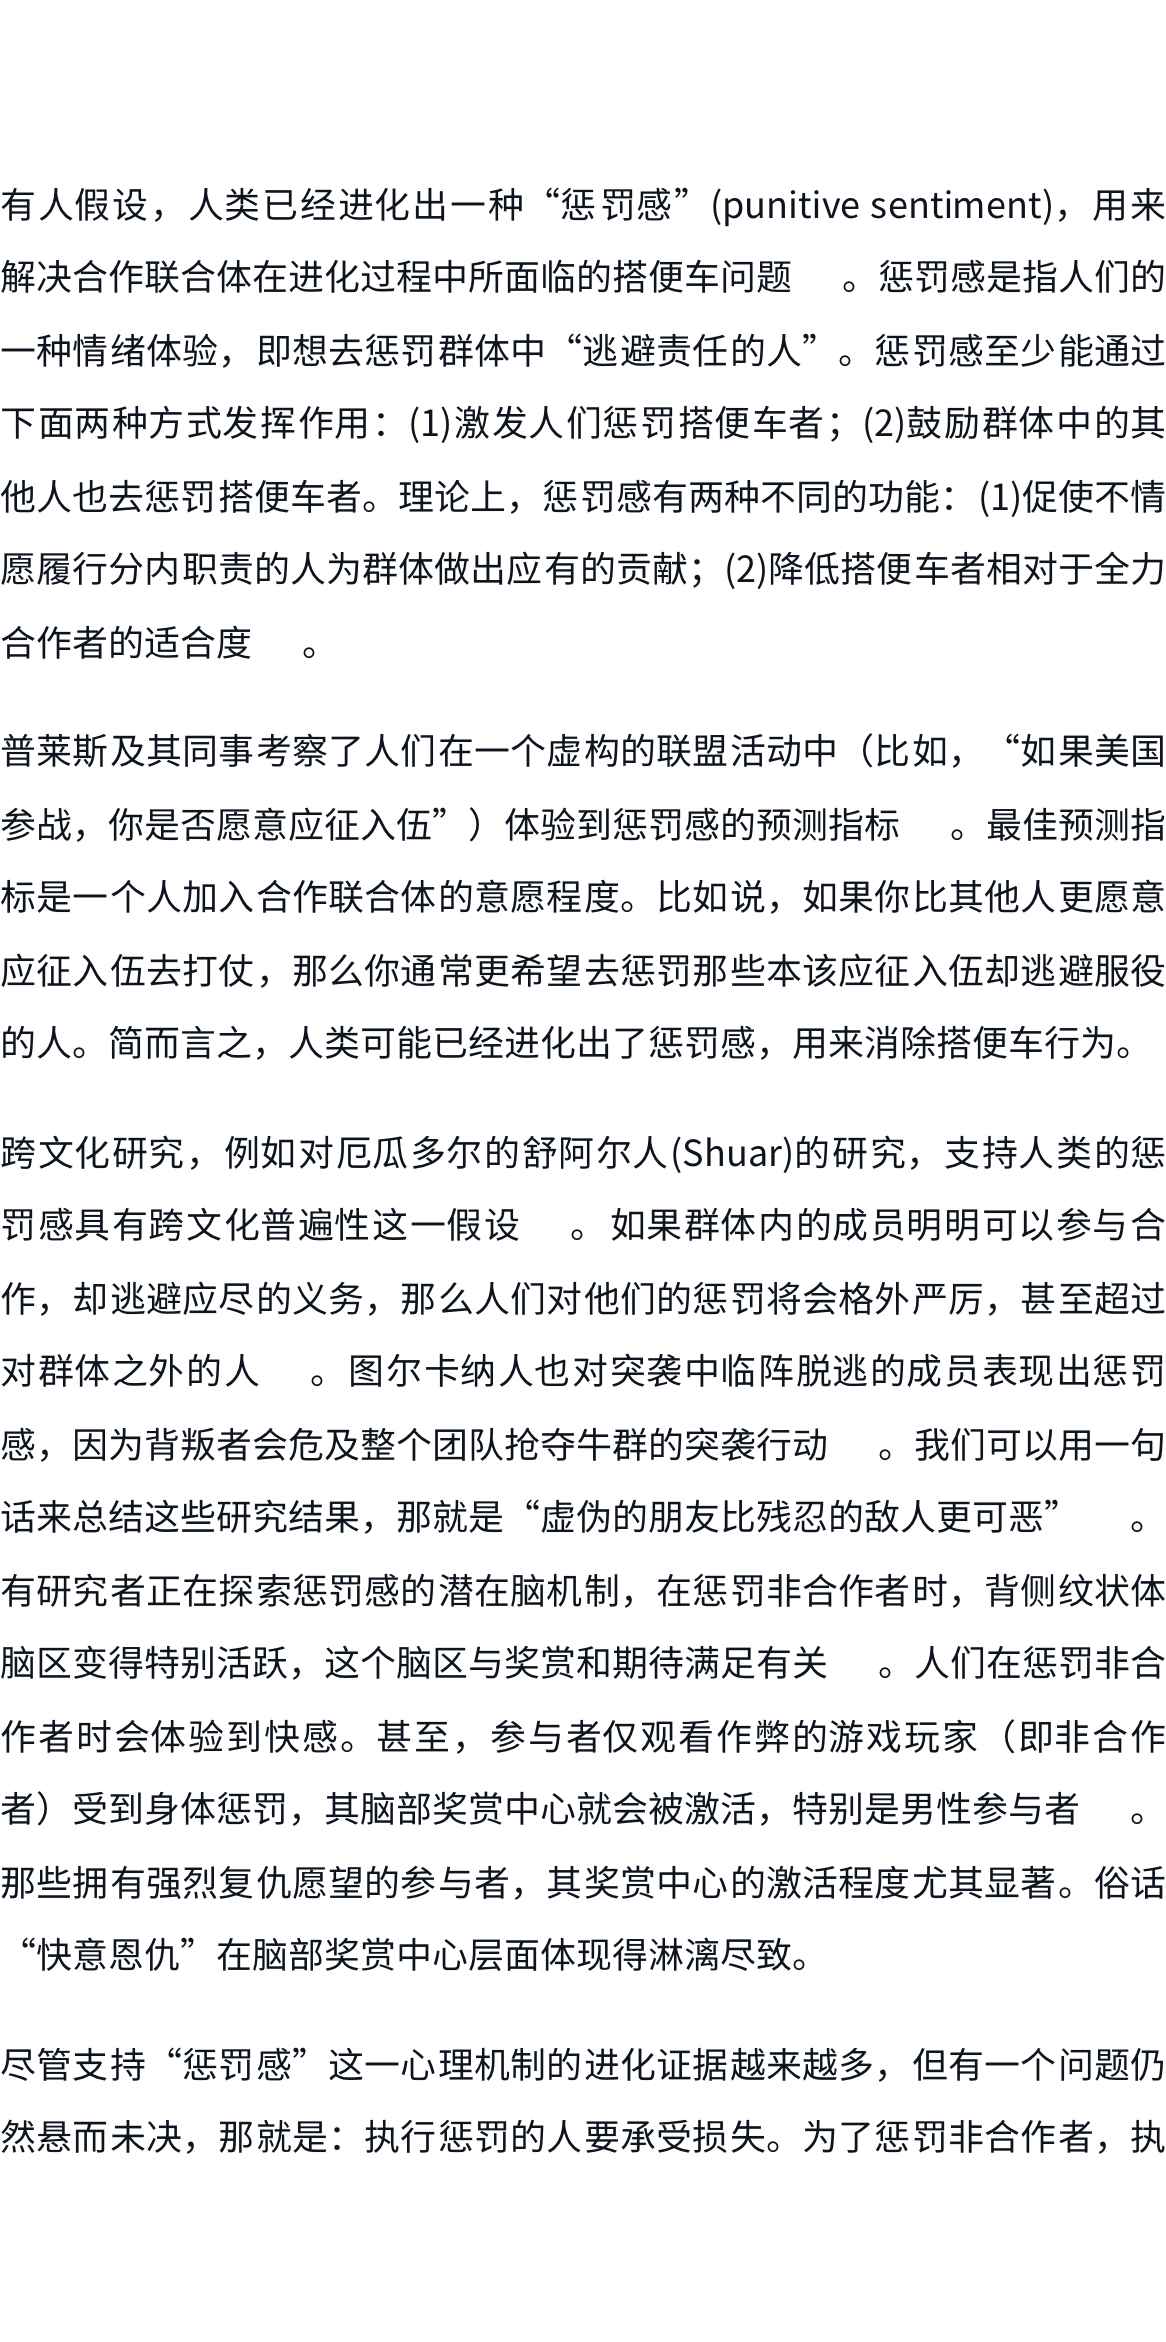 有人假设，人类已经进化出一种“惩罚感”(punitive sentiment)，用来
解决合作联合体在进化过程中所面临的搭便车问题 。惩罚感是指人们的
一种情绪体验，即想去惩罚群体中“逃避责任的人”。惩罚感至少能通过
下面两种方式发挥作用：(1)激发人们惩罚搭便车者；(2)鼓励群体中的其
他人也去惩罚搭便车者。理论上，惩罚感有两种不同的功能：(1)促使不情
愿履行分内职责的人为群体做出应有的贡献；(2)降低搭便车者相对于全力
合作者的适合度 。
普莱斯及其同事考察了人们在一个虚构的联盟活动中（比如，“如果美国
参战，你是否愿意应征入伍”）体验到惩罚感的预测指标 。最佳预测指
标是一个人加入合作联合体的意愿程度。比如说，如果你比其他人更愿意
应征入伍去打仗，那么你通常更希望去惩罚那些本该应征入伍却逃避服役
的人。简而言之，人类可能已经进化出了惩罚感，用来消除搭便车行为。
跨文化研究，例如对厄瓜多尔的舒阿尔人(Shuar)的研究，支持人类的惩
罚感具有跨文化普遍性这一假设 。如果群体内的成员明明可以参与合
作，却逃避应尽的义务，那么人们对他们的惩罚将会格外严厉，甚至超过
对群体之外的人 。图尔卡纳人也对突袭中临阵脱逃的成员表现出惩罚
感，因为背叛者会危及整个团队抢夺牛群的突袭行动 。我们可以用一句
话来总结这些研究结果，那就是“虚伪的朋友比残忍的敌人更可恶” 。
有研究者正在探索惩罚感的潜在脑机制，在惩罚非合作者时，背侧纹状体
脑区变得特别活跃，这个脑区与奖赏和期待满足有关 。人们在惩罚非合
作者时会体验到快感。甚至，参与者仅观看作弊的游戏玩家（即非合作
者）受到身体惩罚，其脑部奖赏中心就会被激活，特别是男性参与者 。
那些拥有强烈复仇愿望的参与者，其奖赏中心的激活程度尤其显著。俗话
“快意恩仇”在脑部奖赏中心层面体现得淋漓尽致。
尽管支持“惩罚感”这一心理机制的进化证据越来越多，但有一个问题仍
然悬而未决，那就是：执行惩罚的人要承受损失。为了惩罚非合作者，执